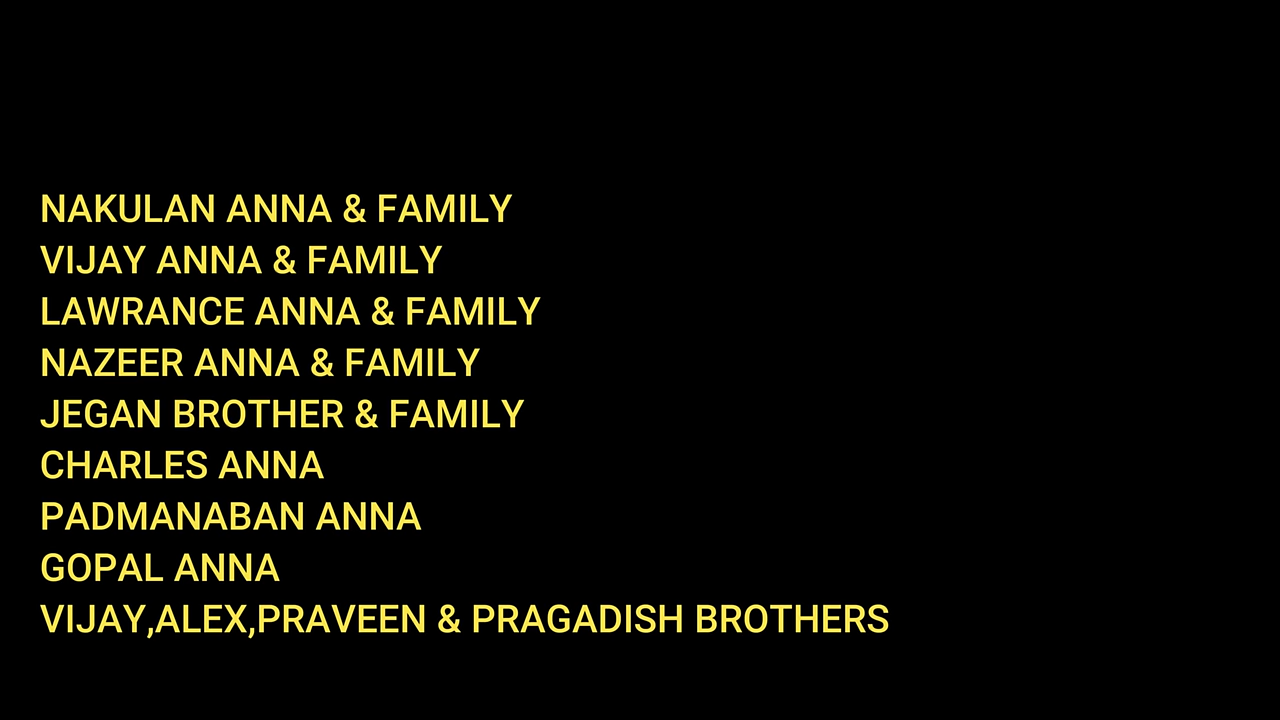 NAKULAN ANNA & FAMILY
VIJAY ANNA & FAMILY
LAWRANCE ANNA & FAMILY
NAZEER ANNA & FAMILY
JEGAN BROTHER & FAMILY
CHARLES ANNA
PADMANABAN ANNA
GOPAL ANNA
VIJAY,ALEX,PRAVEEN & PRAGADISH BROTHERS